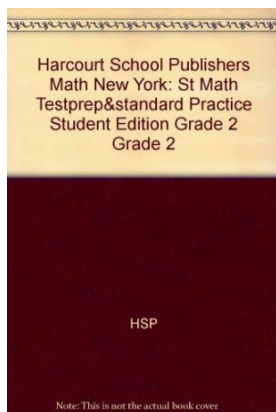 Harcourt School Publishers
Math New York: St Math
Testprep&standard Practice
Student Edition Grade 2
Grade 2
HSP
Note: This is not the actual book cover